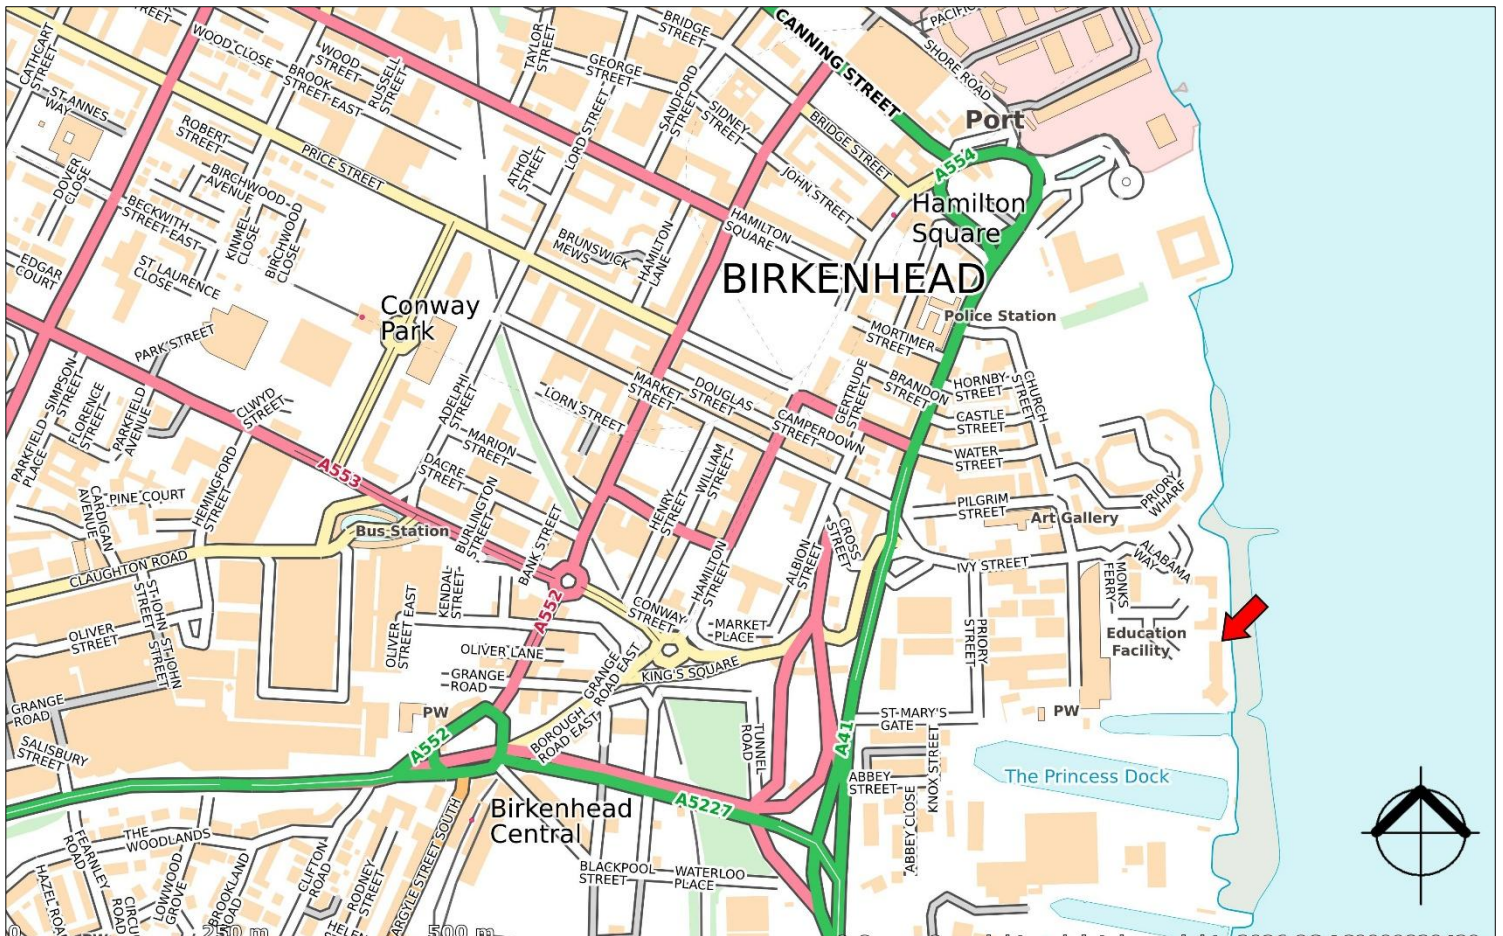 CATHCART
STREET
STREET
WOOD CLOSE
WOOD
STREET
BROOK
STREET EAST
RUSSELL
STREET
TAYLOR
STREET
GEORGE
STREET
BRIDGE
STREET
CANNING STREET
PACIFIC
SHORE ROAD
ST ANNES
WAY
ROBERT
STREET
SANDFORD
STREET
SIDNEY
STREET
LORD STREET
BRIDGE STREET
Port
A554
DOVER
CLOSE
PRICE STREET
ATHOL
STREET
JOHN STREET
BIRCHWOOD
AVENUE
BECKWITH
STREET EAST
KINMEL
CLOSE
BIRCHWOOD
CLOSE
HAMILTON
SQUARE
Hamilton
Square
BRUNSWICK
MEWS
HAMILTON
LANE
EDGAR
COURT
ST LAURENCE
CLOSE
BIRKENHEAD
Conway
Park
Police Station
PARK STREET
MORTIMER
STREET
SIMPSON
STREET
FLORENCE
STREET
PARKFIELD
AVENUE
PARKFIELD
PLACE
CLWYD
STREET
ADELPHI
STREET
LORN STREET
MARKET
STREET
DOUGLAS
STREET
CAMPERDOWN
STREET
GERTRUDE
STREET
BRANDON
STREET
HORNBY
STREET
CHURCH
STREET
CASTLE
STREET
WATER
STREET
MARION
STREET
DACRE
STREET
A553
HEMINGFORD
STREET
PINE COURT
CARDIGAN
AVENUE
BURLINGTON
STREET
WILLIAM
STREET
HENRY
STREET
PILGRIM
STREET
PRIORY
WHARF
Art Gallery
Bus Station
CROSS
STREET
ALBION
STREET
BANK STREET
CLAUGHTON ROAD
IVY STREET
ALABAMA
WAY
MONKS
FERRY
ST JOHN
STREET
ST JOHN
STREET
KENDAL
STREET
OLIVER
STREET EAST
A552
HAMILTON
STREET
CONWAY
STREET
MARKET
PLACE
OLIVER
STREET
OLIVER LANE
PRIORY
STREET
Education
Facility
GRANGE
ROAD
GRANGE
ROAD EAST
KING'S SQUARE
GRANGE
ROAD
PW
ST MARY'S
GATE
PW
SALISBURY
STREET
A552
BOROUGH
ROAD EAST
TUNNEL
ROAD
A41
KNOX STREET
ABBEY
STREET
The Princess Dock
A5227
Birkenhead
Central
ABBEY CLOSE
THE
WOODLANDS
FEARNLEY
ROAD
HAZEL ROAD
LOWWOOD
GROVE
BROOKLAND
ROAD
CLIFTON
ROAD
RODNEY
STREET
ARGYLE STREET SOUTH
BLACKPOOL
STREET
WATERLOO
PLACE
250 m
500 m